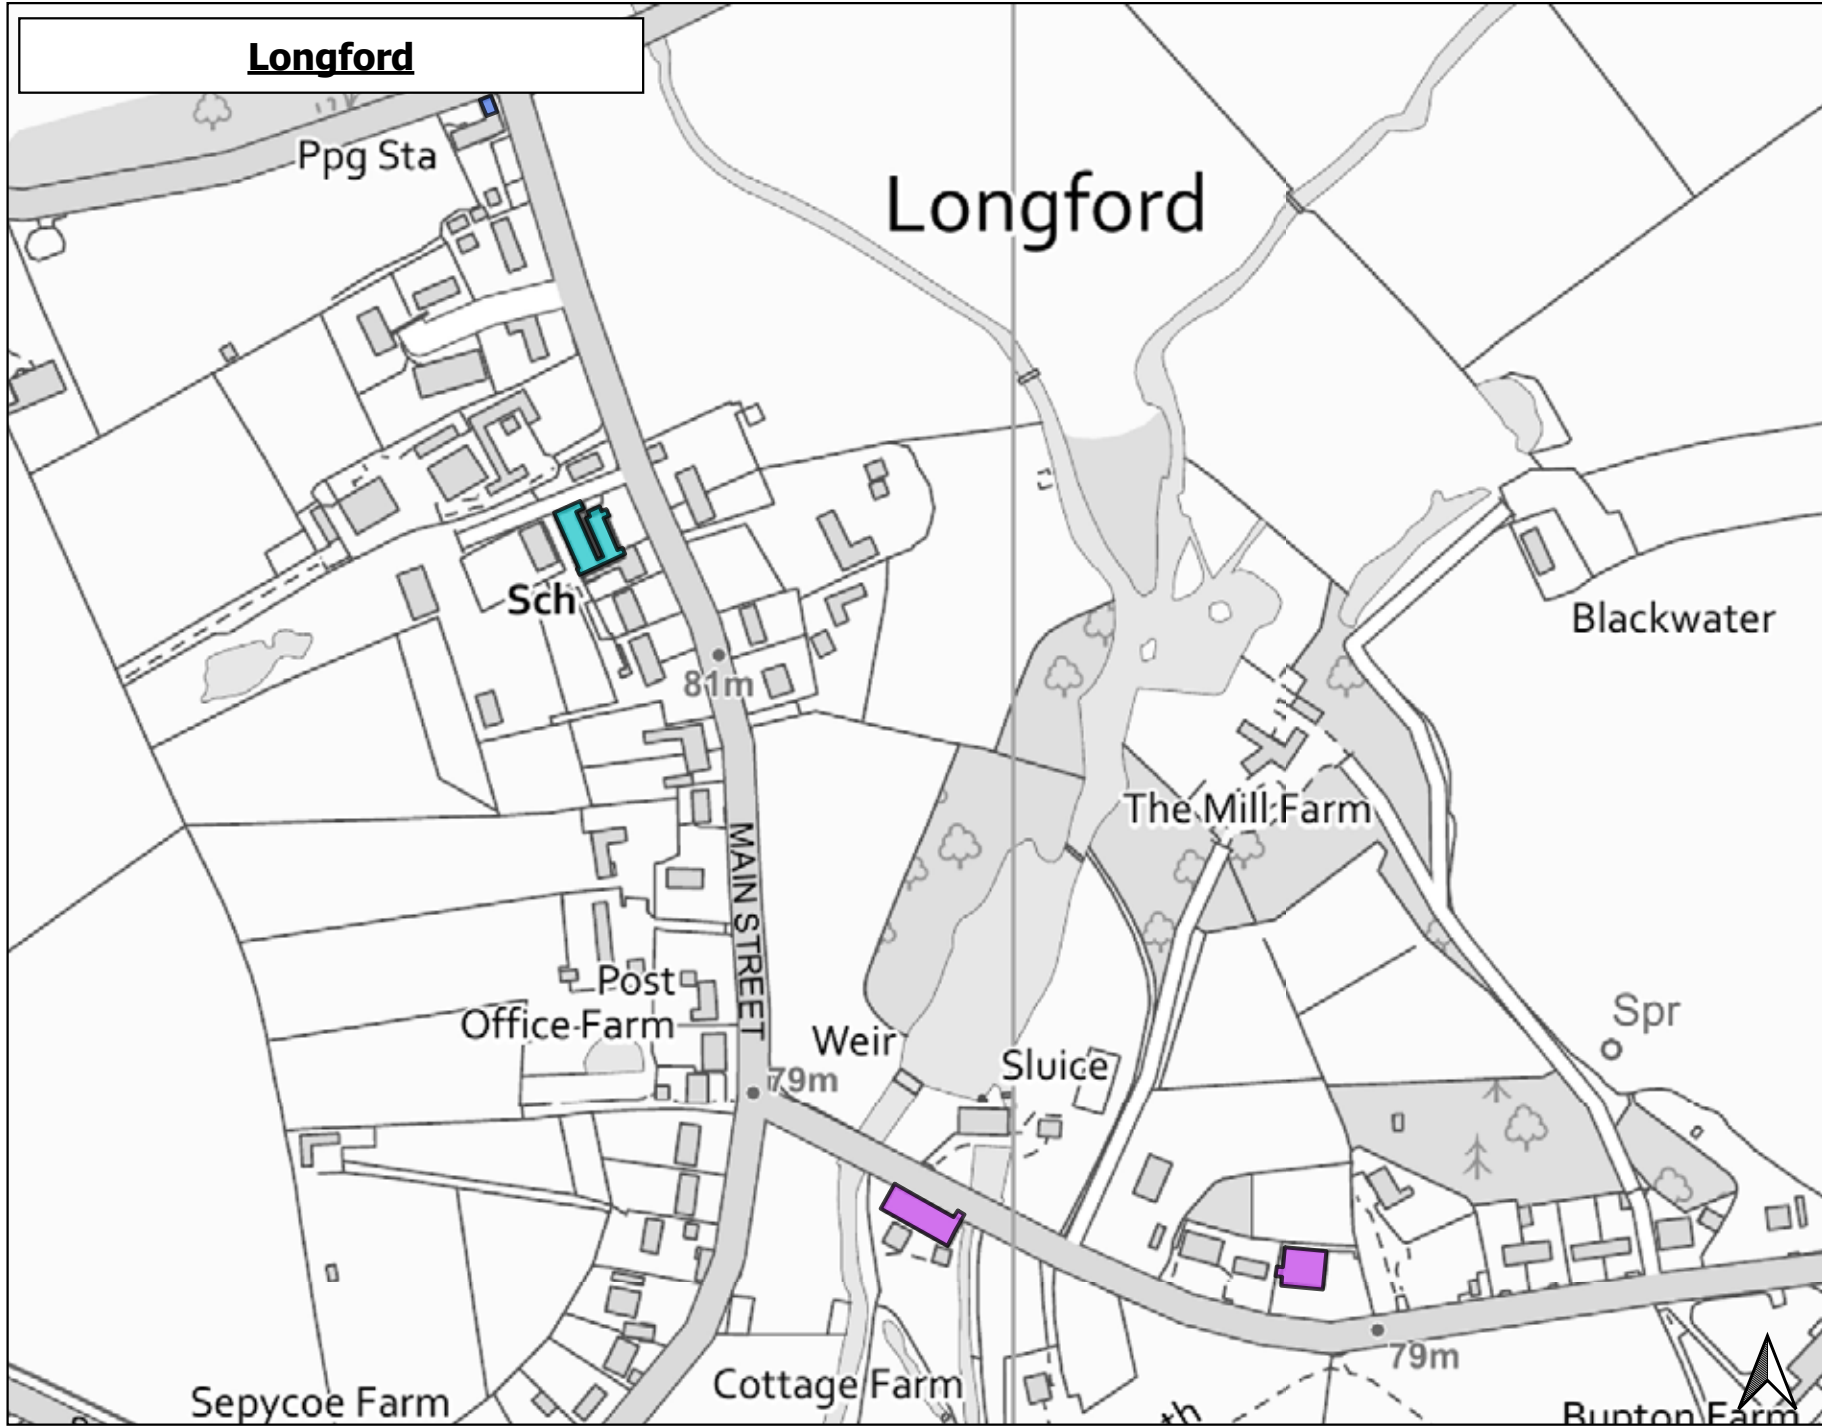 Longford
Ppg Sta
Longford
Sch
Blackwater
81m
The Mill Farm
MAIN STREET
Post
Office Farm
Spr
Weir
Sluice
79m
79m
Cottage Farm
Sepycoe Farm
Bupton Farm